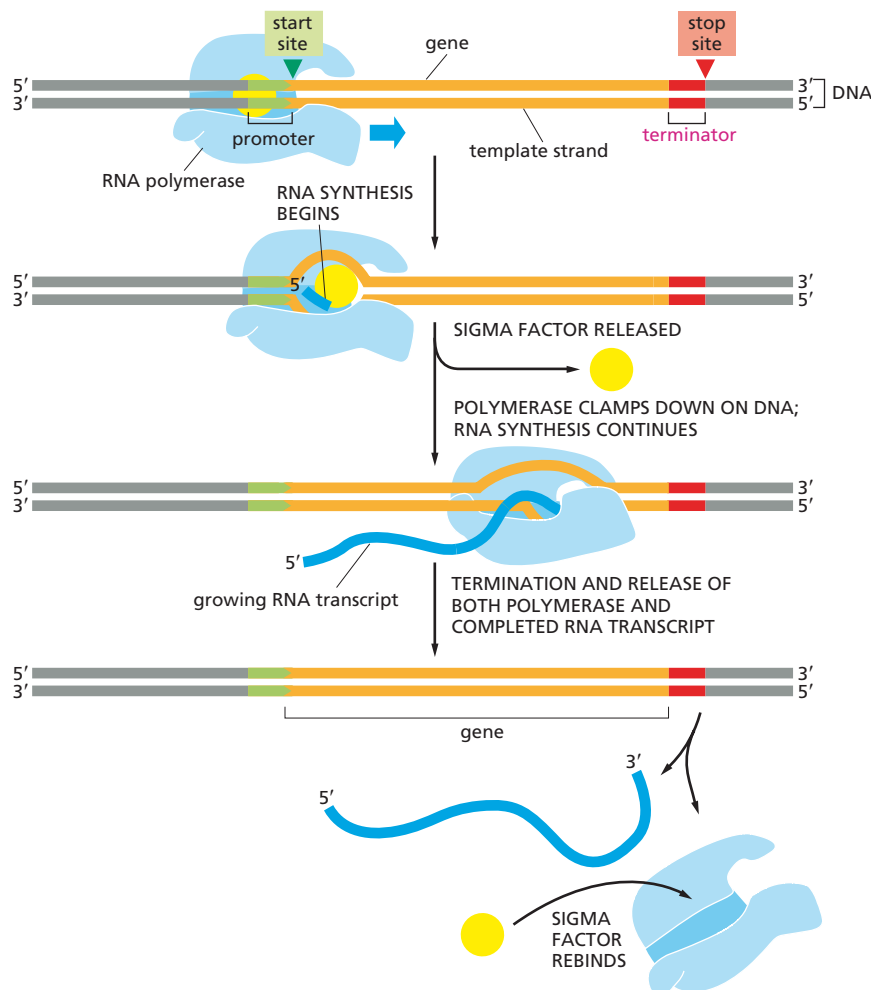 start
site
stop
site
gene
5′
3′
3′
5′
DNA
promoter
template strand
terminator
RNA polymerase
RNA SYNTHESIS
BEGINS
5′
3′
5′
3′
5′
SIGMA FACTOR RELEASED
POLYMERASE CLAMPS DOWN ON DNA;
RNA SYNTHESIS CONTINUES
5′
3′
3′
5′
5′
growing RNA transcript
TERMINATION AND RELEASE OF
BOTH POLYMERASE AND
COMPLETED RNA TRANSCRIPT
5′
3′
3′
5′
gene
5′
3′
SIGMA
FACTOR
REBINDS